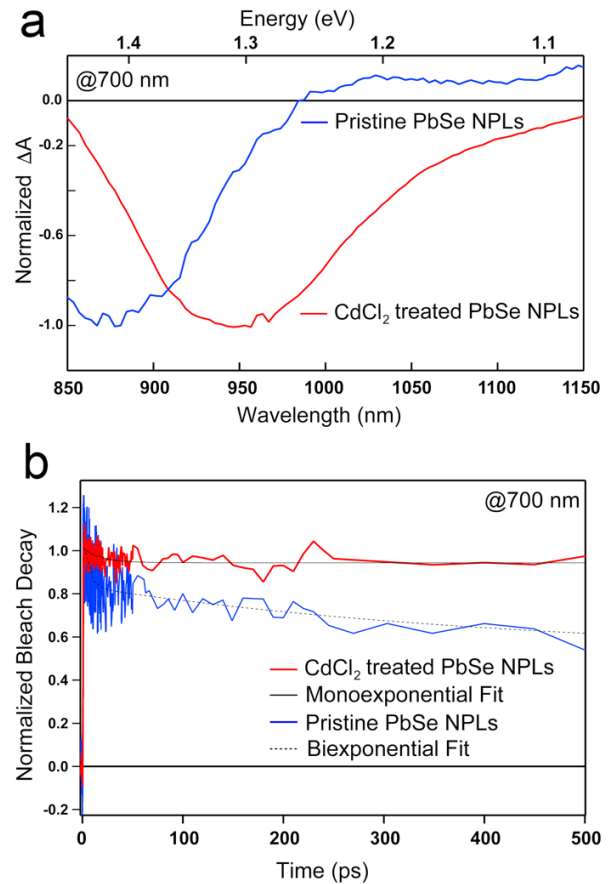 a
Energy (eV)
1.4 1.3 1.2 1.1
@700 nm
0.0
-0.2
-0.6
-1.0
Normalized ΔA
Pristine PbSe NPLs
CdCl2 treated PbSe NPLs
850 900 950 1000 1050 1100 1150
Wavelength (nm)
b
@700 nm
1.2
1.0
0.8
0.6
0.4
0.2
0.0
-0.2
Normalized Bleach Decay
CdCl2 treated PbSe NPLs
Monoexponential Fit
Pristine PbSe NPLs
Biexponential Fit
0 100 200 300 400 500
Time (ps)